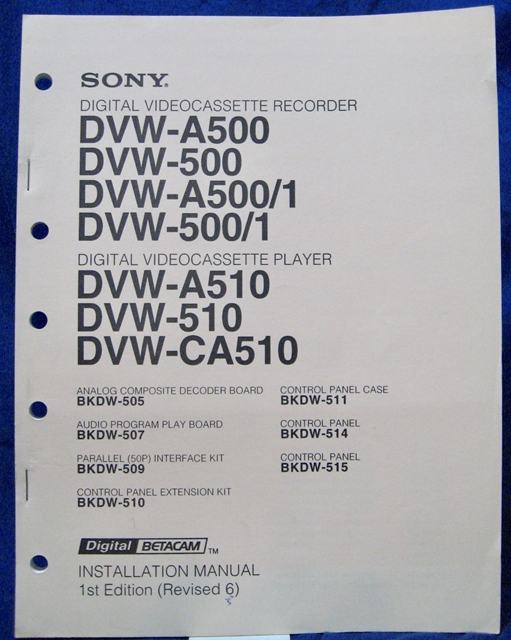 SONY®
DIGITAL VIDEOCASSETTE RECORDER
DVW-A500
DVW-500
DVW-A500/1
DVW-500/1
DIGITAL VIDEOCASSETTE PLAYER
DVW-A510
DVW-510
DVW-CA510
ANALOG COMPOSITE DECODER BOARD
BKDW-505
AUDIO PROGRAM PLAY BOARD
BKDW-507
PARALLEL (50P) INTERFACE KIT
BKDW-509
CONTROL PANEL EXTENSION KIT
BKDW-510
CONTROL PANEL CASE
BKDW-511
CONTROL PANEL
BKDW-514
CONTROL PANEL
BKDW-515
Digital BETACAM TM
INSTALLATION MANUAL
1st Edition (Revised 6)